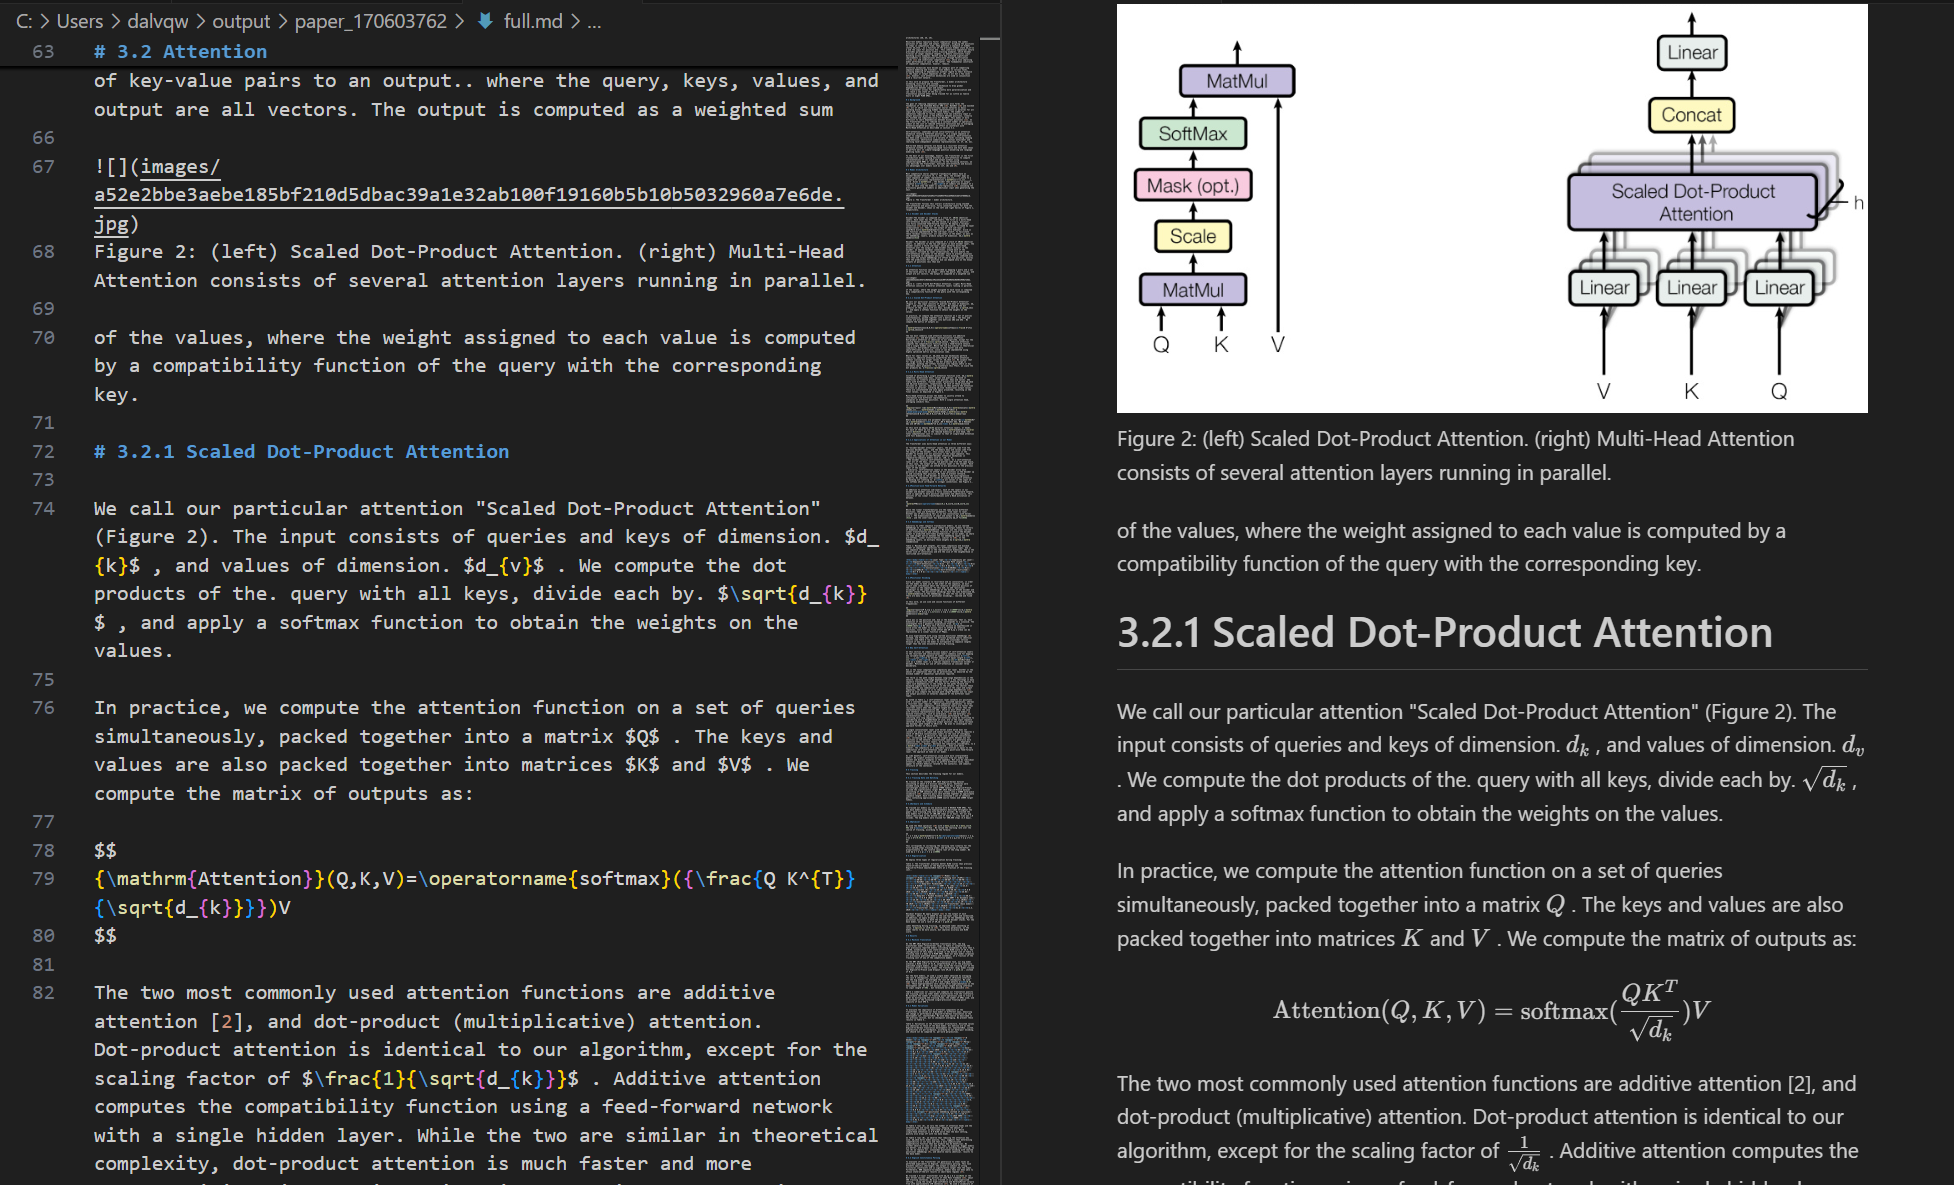 C: > Users > dalvqw > output > paper_170603762 > full.md > ...
63 # 3.2 Attention
of key-value pairs to an output.. where the query, keys, values, and
output are all vectors. The output is computed as a weighted sum
66
67 ![](images/
a52e2bbe3aebe185bf210d5dbac39a1e32ab100f19160b5b10b5032960a7e6de.
jpg)
68 Figure 2: (left) Scaled Dot-Product Attention. (right) Multi-Head
Attention consists of several attention layers running in parallel.
69
70 of the values, where the weight assigned to each value is computed
by a compatibility function of the query with the corresponding
key.
71
72 # 3.2.1 Scaled Dot-Product Attention
73
74 We call our particular attention "Scaled Dot-Product Attention"
(Figure 2). The input consists of queries and keys of dimension. $d_
{k}$ , and values of dimension. $d_{v}$ . We compute the dot
products of the. query with all keys, divide each by. $\sqrt{d_{k}}
$ , and apply a softmax function to obtain the weights on the
values.
75
76 In practice, we compute the attention function on a set of queries
simultaneously, packed together into a matrix $Q$ . The keys and
values are also packed together into matrices $K$ and $V$ . We
compute the matrix of outputs as:
77
78 $$
79 {\mathrm{Attention}}(Q,K,V)=\operatorname{softmax}({\frac{Q K^{T}}
{\sqrt{d_{k}}}})V
80 $$
81
82 The two most commonly used attention functions are additive
attention [2], and dot-product (multiplicative) attention.
Dot-product attention is identical to our algorithm, except for the
scaling factor of $\frac{1}{\sqrt{d_{k}}}$ . Additive attention
computes the compatibility function using a feed-forward network
with a single hidden layer. While the two are similar in theoretical
complexity, dot-product attention is much faster and more
MatMul
SoftMax
Mask (opt.)
Scale
MatMul
Q K V
Linear
Concat
Scaled Dot-Product
Attention
h
Linear Linear Linear
V K Q
Figure 2: (left) Scaled Dot-Product Attention. (right) Multi-Head Attention
consists of several attention layers running in parallel.
of the values, where the weight assigned to each value is computed by a
compatibility function of the query with the corresponding key.
3.2.1 Scaled Dot-Product Attention
We call our particular attention "Scaled Dot-Product Attention" (Figure 2). The
input consists of queries and keys of dimension. d_k , and values of dimension. d_v
. We compute the dot products of the. query with all keys, divide each by. √d_k ,
and apply a softmax function to obtain the weights on the values.
In practice, we compute the attention function on a set of queries
simultaneously, packed together into a matrix Q . The keys and values are also
packed together into matrices K and V . We compute the matrix of outputs as:
Attention(Q, K, V) = softmax(QK^T/√d_k)V
The two most commonly used attention functions are additive attention [2], and
dot-product (multiplicative) attention. Dot-product attention is identical to our
algorithm, except for the scaling factor of 1/√d_k . Additive attention computes the